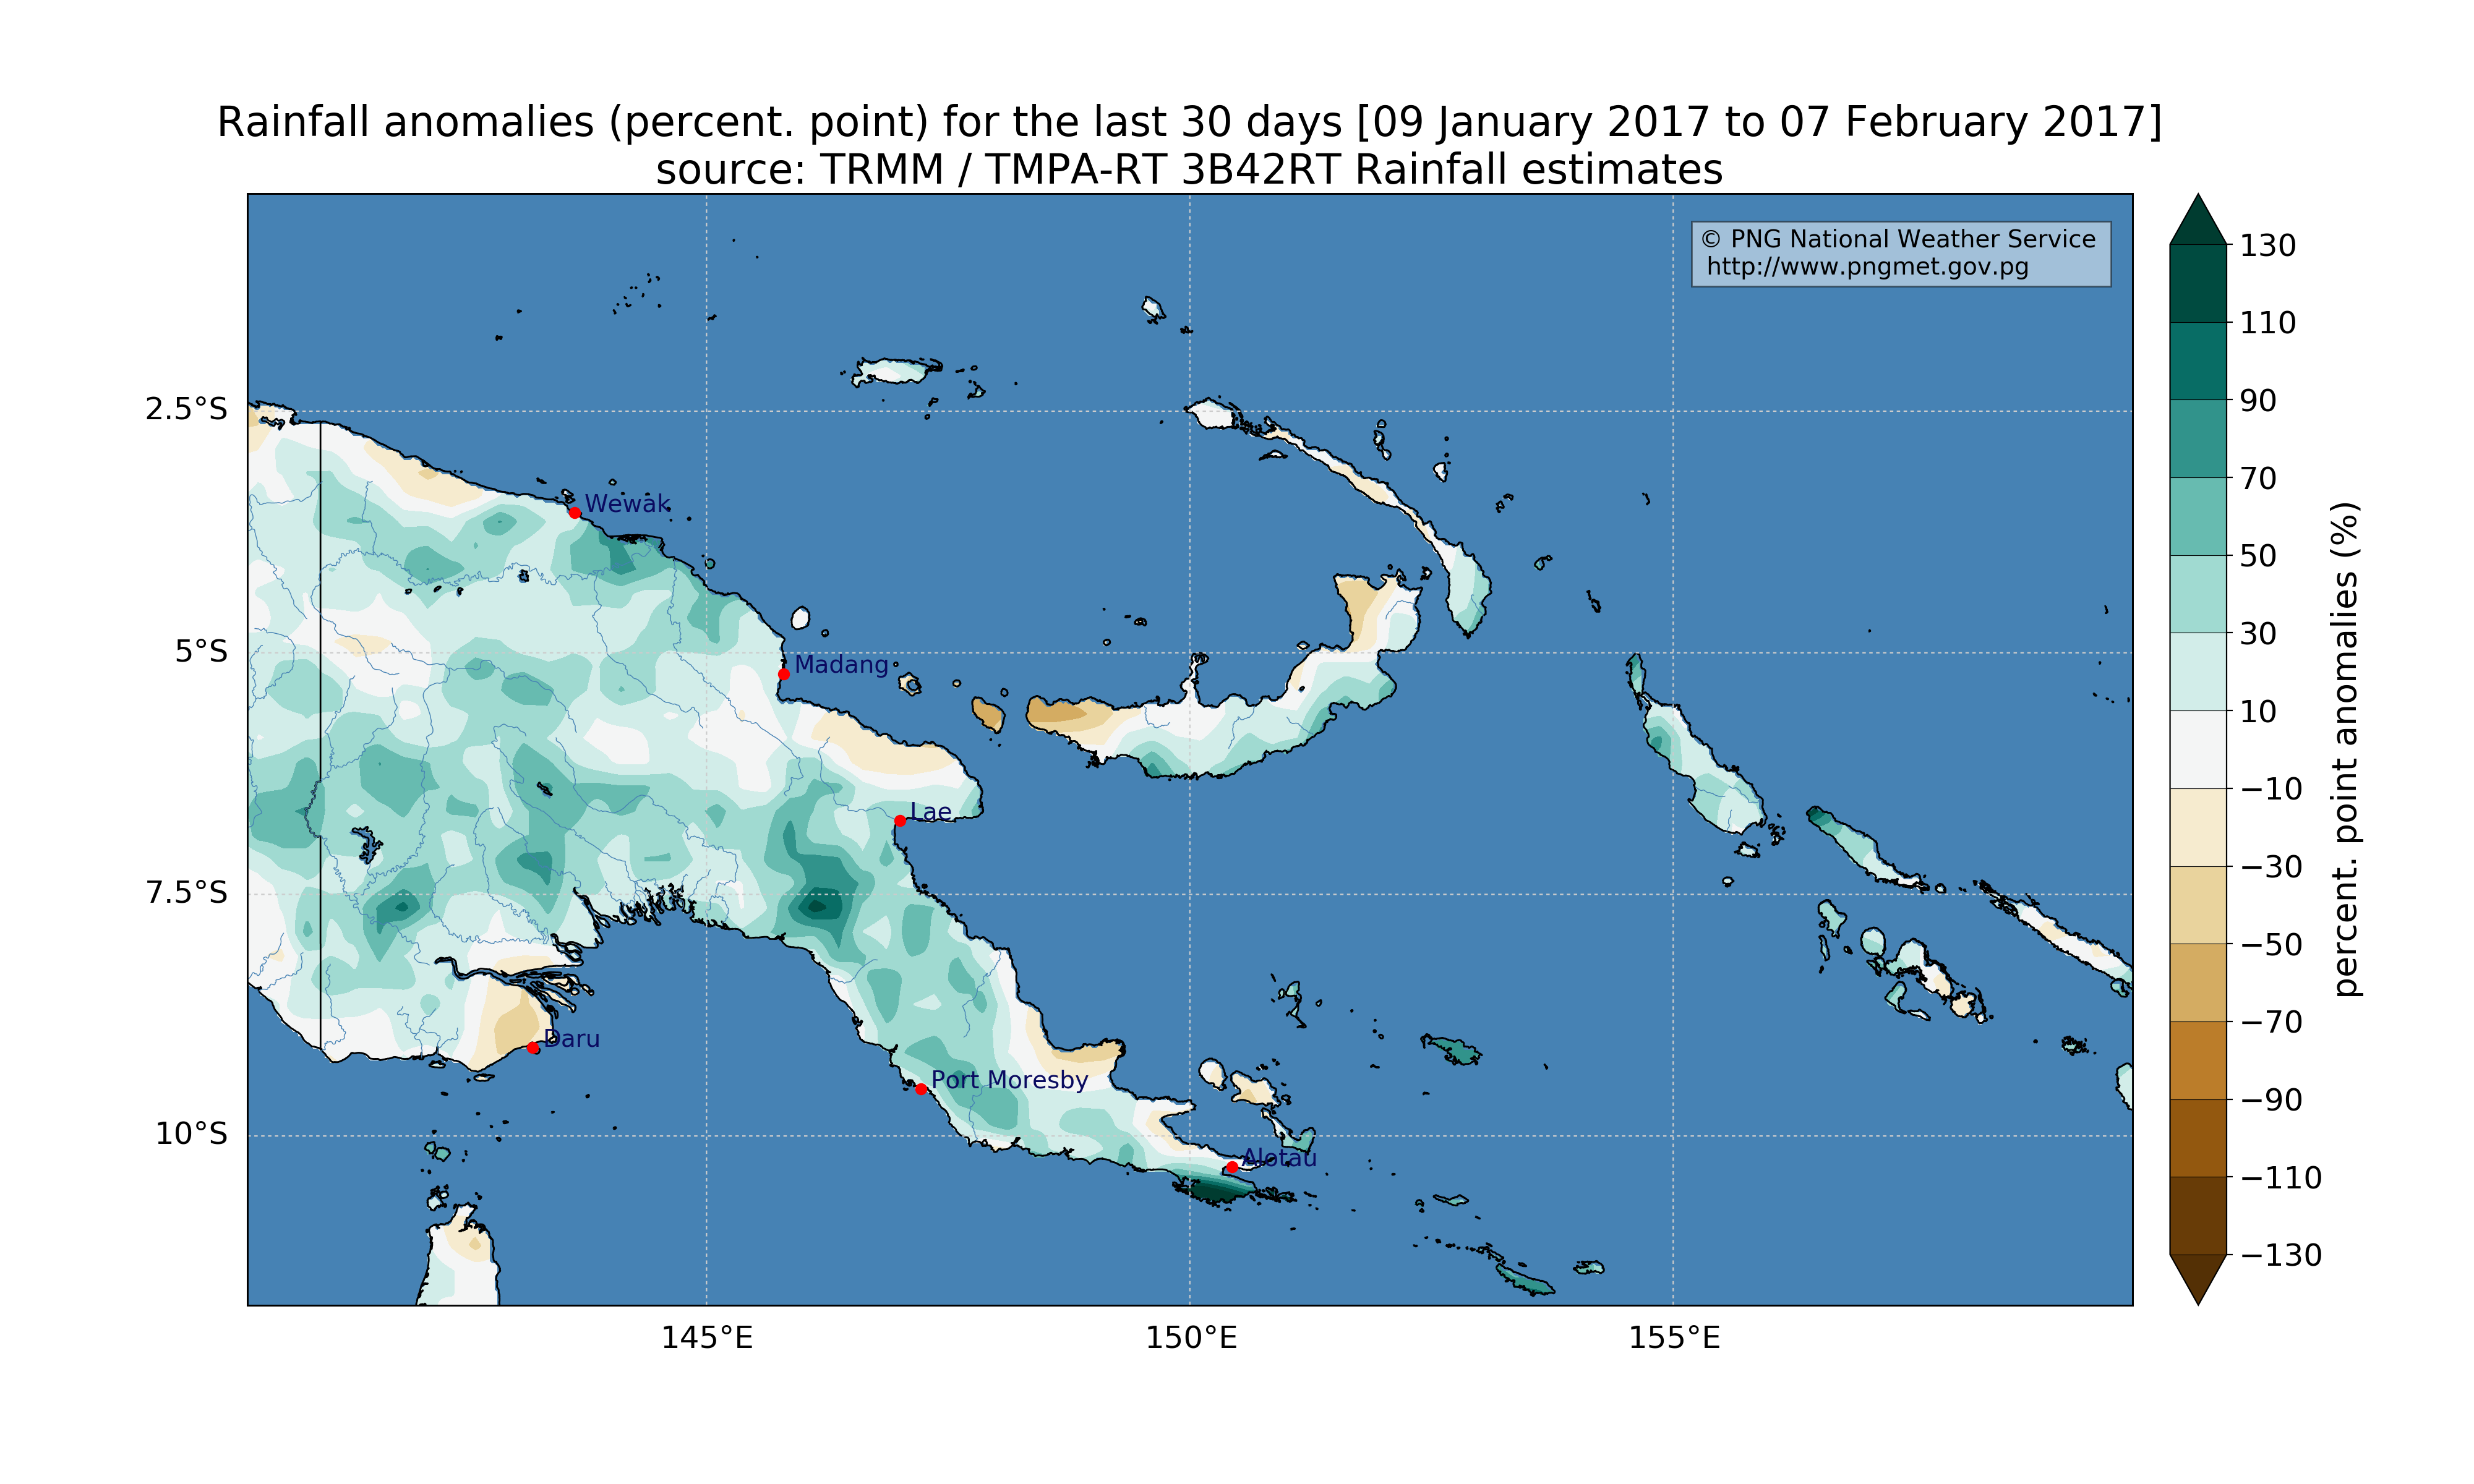 Rainfall anomalies (percent. point) for the last 30 days [09 January 2017 to 07 February 2017]
source: TRMM / TMPA-RT 3B42RT Rainfall estimates
© PNG National Weather Service
http://www.pngmet.gov.pg
2.5°S
5°S
7.5°S
10°S
145°E
150°E
155°E
Wewak
Madang
Lae
Daru
Port Moresby
Alotau
130
110
90
70
50
30
10
−10
−30
−50
−70
−90
−110
−130
percent. point anomalies (%)